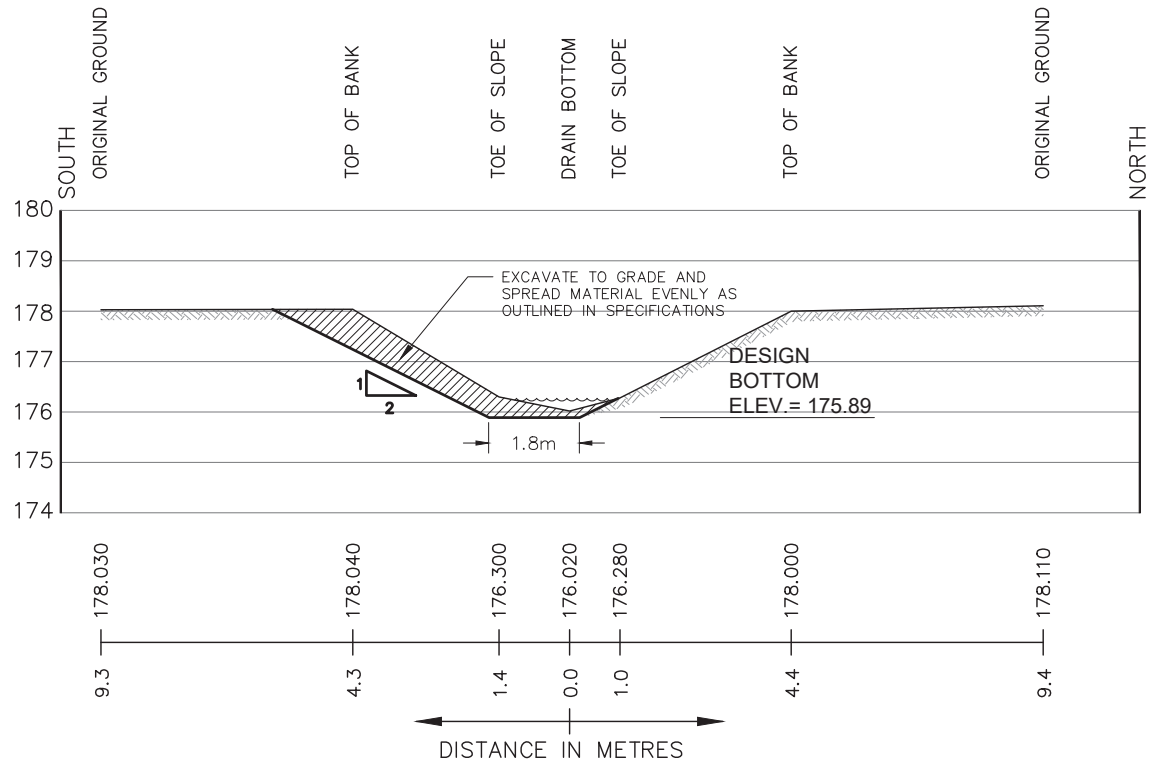 SOUTH
ORIGINAL GROUND
TOP OF BANK
TOE OF SLOPE
DRAIN BOTTOM
TOE OF SLOPE
TOP OF BANK
ORIGINAL GROUND
NORTH
180
179
178
177
176
175
174
EXCAVATE TO GRADE AND
SPREAD MATERIAL EVENLY AS
OUTLINED IN SPECIFICATIONS
1
2
1.8m
DESIGN
BOTTOM
ELEV.= 175.89
178.030
178.040
176.300
176.020
176.280
178.000
178.110
9.3
4.3
1.4
0.0
1.0
4.4
9.4
DISTANCE IN METRES